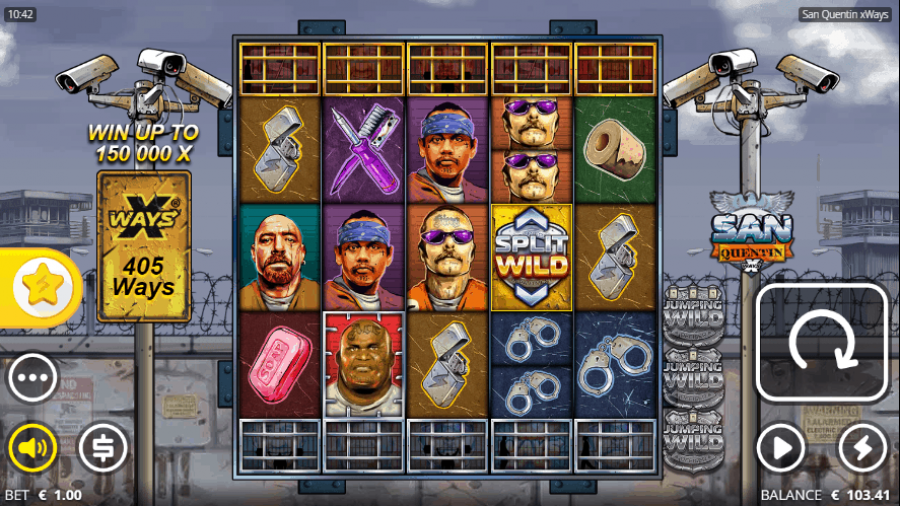 10:42
San Quentin xWays
WIN UP TO
150 000 X
X
WAYS
405
Ways
SPLIT
WILD
SAN
QUENTIN
SOAP
JUMPING
WILD
JUMPING
WILD
JUMPING
WILD
WARNING
BET € 1.00
BALANCE € 103.41